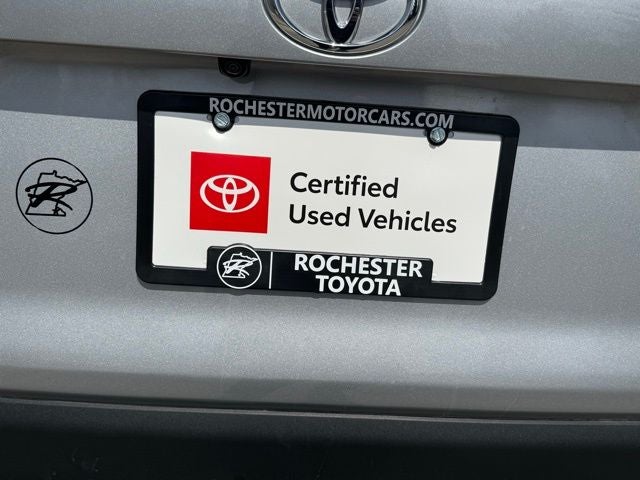 ROCHESTERMOTORCARS.COM
Certified
Used Vehicles
ROCHESTER
TOYOTA